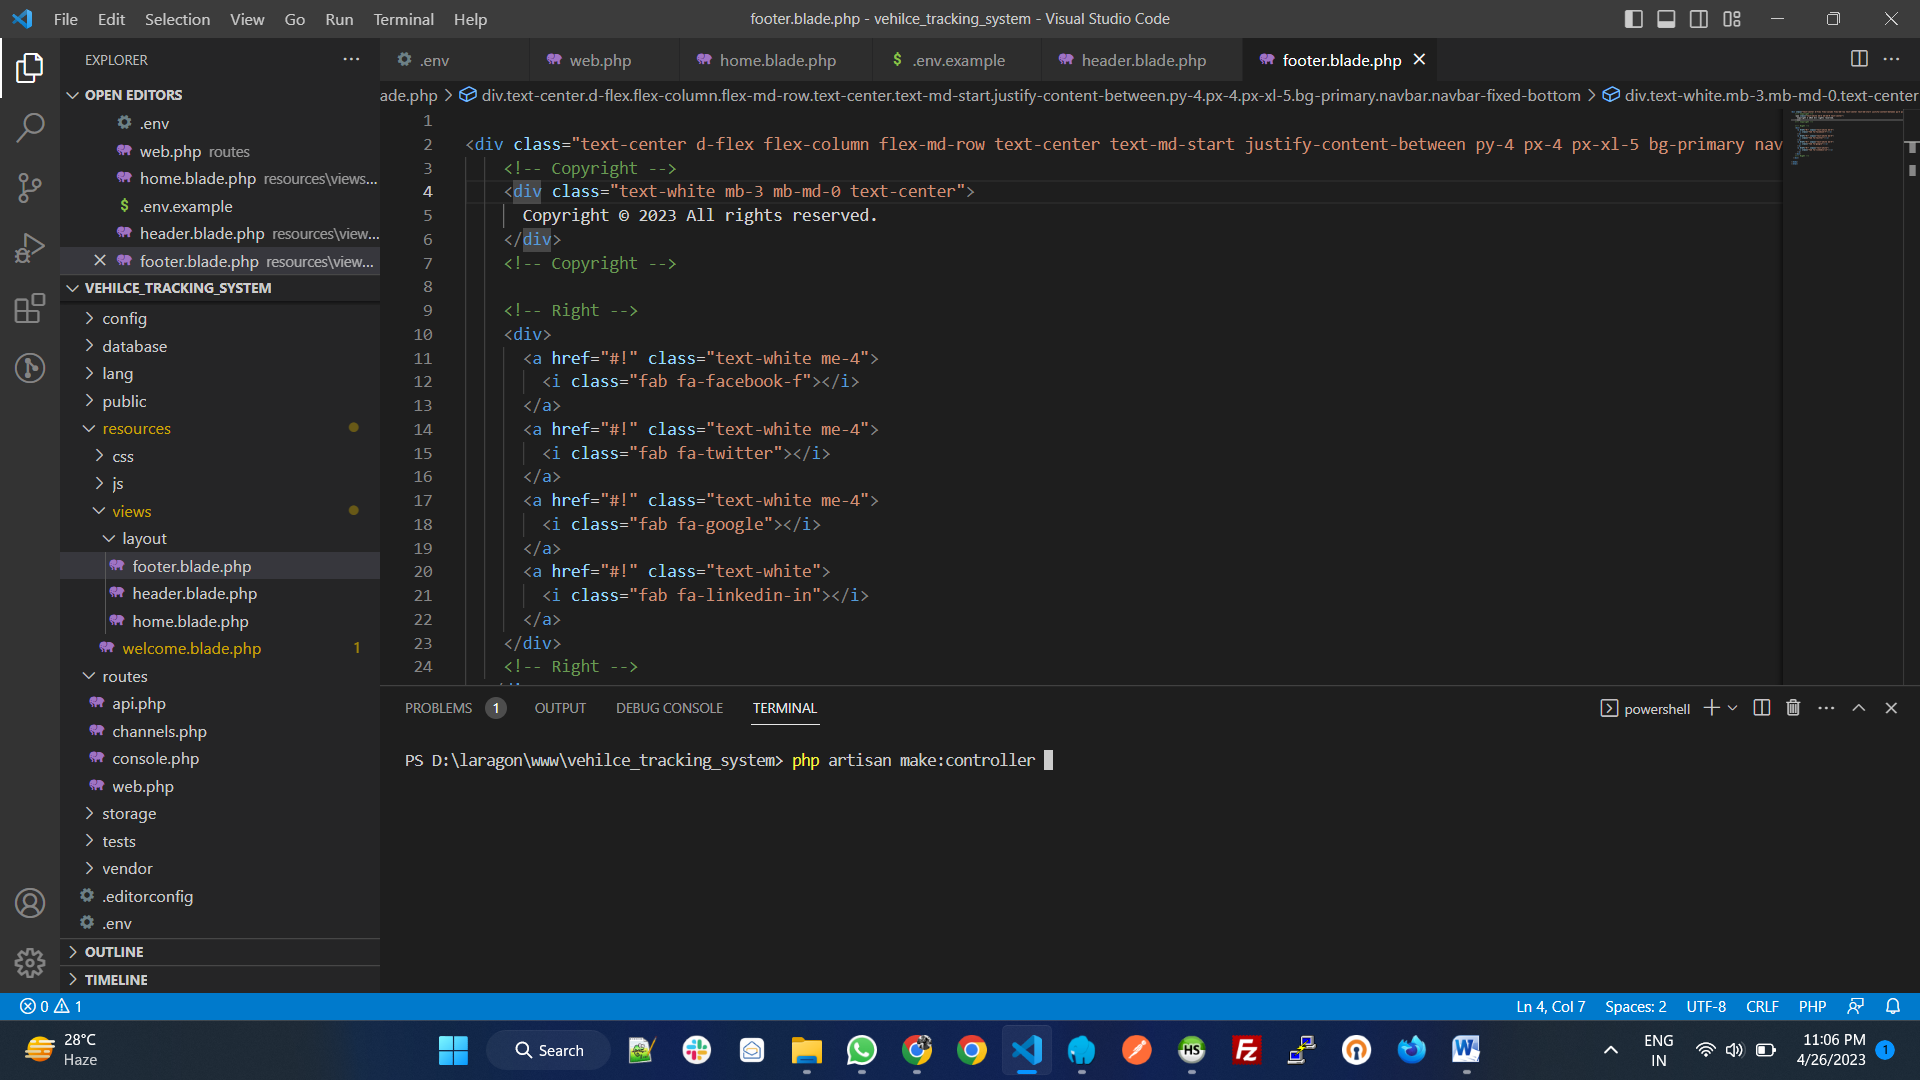 File Edit Selection View Go Run Terminal Help
footer.blade.php - vehilce_tracking_system - Visual Studio Code
EXPLORER
OPEN EDITORS
.env
web.php routes
home.blade.php resources\views...
.env.example
header.blade.php resources\view...
footer.blade.php resources\view...
VEHILCE_TRACKING_SYSTEM
config
database
lang
public
resources
css
js
views
layout
footer.blade.php
header.blade.php
home.blade.php
welcome.blade.php 1
routes
api.php
channels.php
console.php
web.php
storage
tests
vendor
.editorconfig
.env
OUTLINE
TIMELINE
.env web.php home.blade.php $ .env.example header.blade.php footer.blade.php
ade.php > div.text-center.d-flex.flex-column.flex-md-row.text-center.text-md-start.justify-content-between.py-4.px-4.px-xl-5.bg-primary.navbar.navbar-fixed-bottom > div.text-white.mb-3.mb-md-0.text-center
1
2 <div class="text-center d-flex flex-column flex-md-row text-center text-md-start justify-content-between py-4 px-4 px-xl-5 bg-primary nav
3 <!-- Copyright -->
4 <div class="text-white mb-3 mb-md-0 text-center">
5 Copyright © 2023 All rights reserved.
6 </div>
7 <!-- Copyright -->
8
9 <!-- Right -->
10 <div>
11 <a href="#!" class="text-white me-4">
12 <i class="fab fa-facebook-f"></i>
13 </a>
14 <a href="#!" class="text-white me-4">
15 <i class="fab fa-twitter"></i>
16 </a>
17 <a href="#!" class="text-white me-4">
18 <i class="fab fa-google"></i>
19 </a>
20 <a href="#!" class="text-white">
21 <i class="fab fa-linkedin-in"></i>
22 </a>
23 </div>
24 <!-- Right -->
PROBLEMS 1 OUTPUT DEBUG CONSOLE TERMINAL
powershell
PS D:\laragon\www\vehilce_tracking_system> php artisan make:controller
0 1
Ln 4, Col 7 Spaces: 2 UTF-8 CRLF PHP
28°C
Haze
Search
HS
Fz
W
ENG
IN
11:06 PM
4/26/2023
1